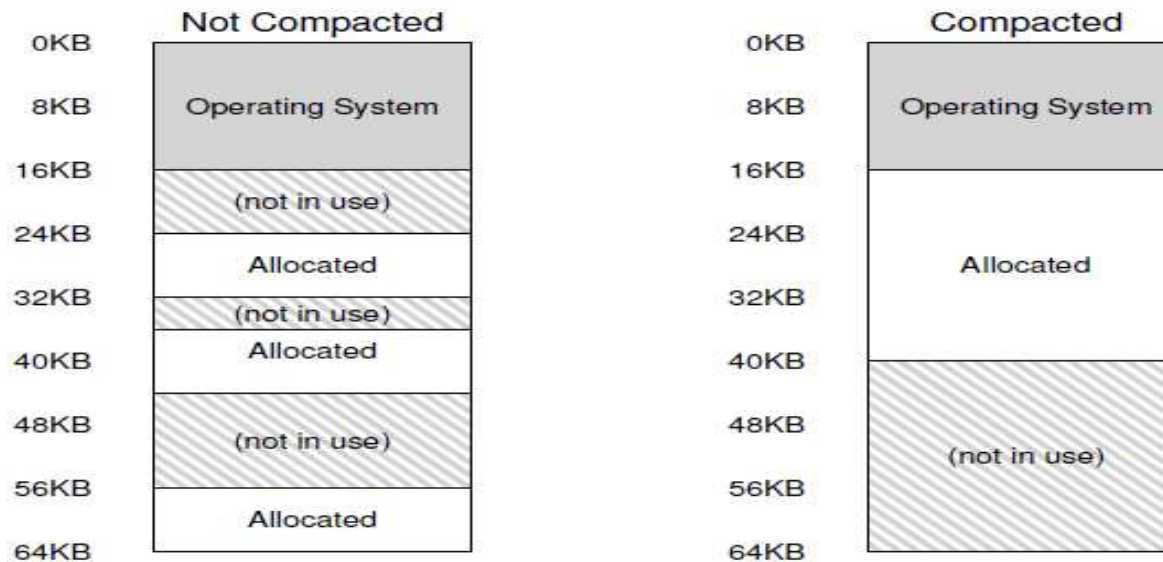 Not Compacted
0KB
8KB
Operating System
16KB
(not in use)
24KB
Allocated
32KB
(not in use)
Allocated
40KB
48KB
(not in use)
56KB
Allocated
64KB
Compacted
0KB
8KB
Operating System
16KB
24KB
Allocated
32KB
40KB
48KB
(not in use)
56KB
64KB